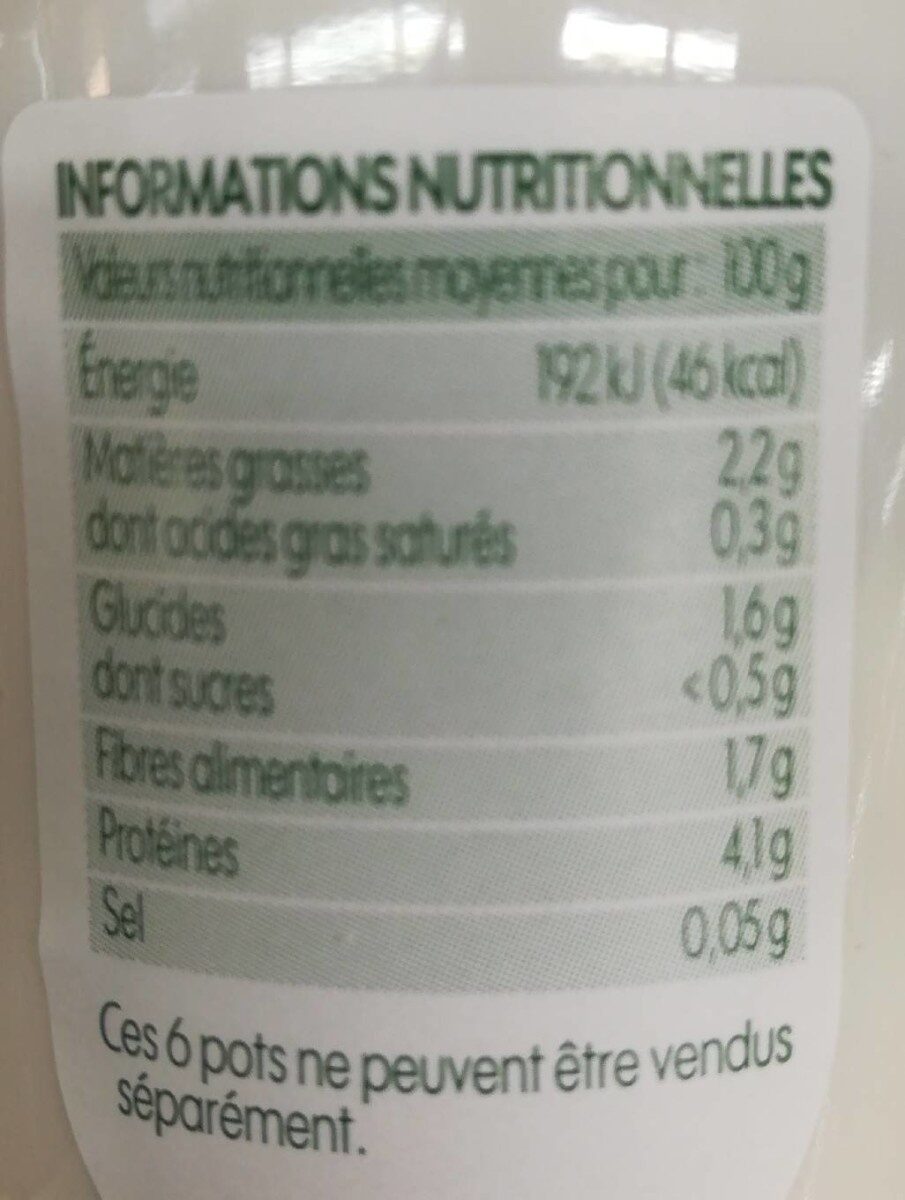 INFORMATIONS NUTRITIONNELLES
Valeurs nutritionnelles moyennes pour : 100g
Énergie 192 kJ (46 kcal)
Matières grasses 2,2g
dont acides gras saturés 0,3g
Glucides 1,6g
dont sucres <0,5g
Fibres alimentaires 1,7g
Protéines 4,1g
Sel 0,05g
Ces 6 pots ne peuvent être vendus
séparément.